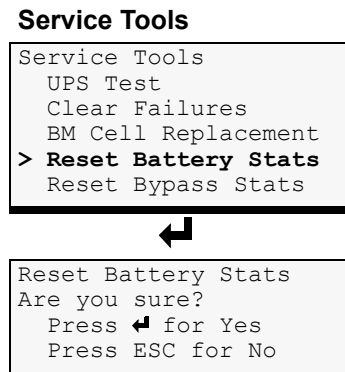 Service Tools
Service Tools
UPS Test
Clear Failures
BM Cell Replacement
> Reset Battery Stats
Reset Bypass Stats
↵
Reset Battery Stats
Are you sure?
Press ↵ for Yes
Press ESC for No